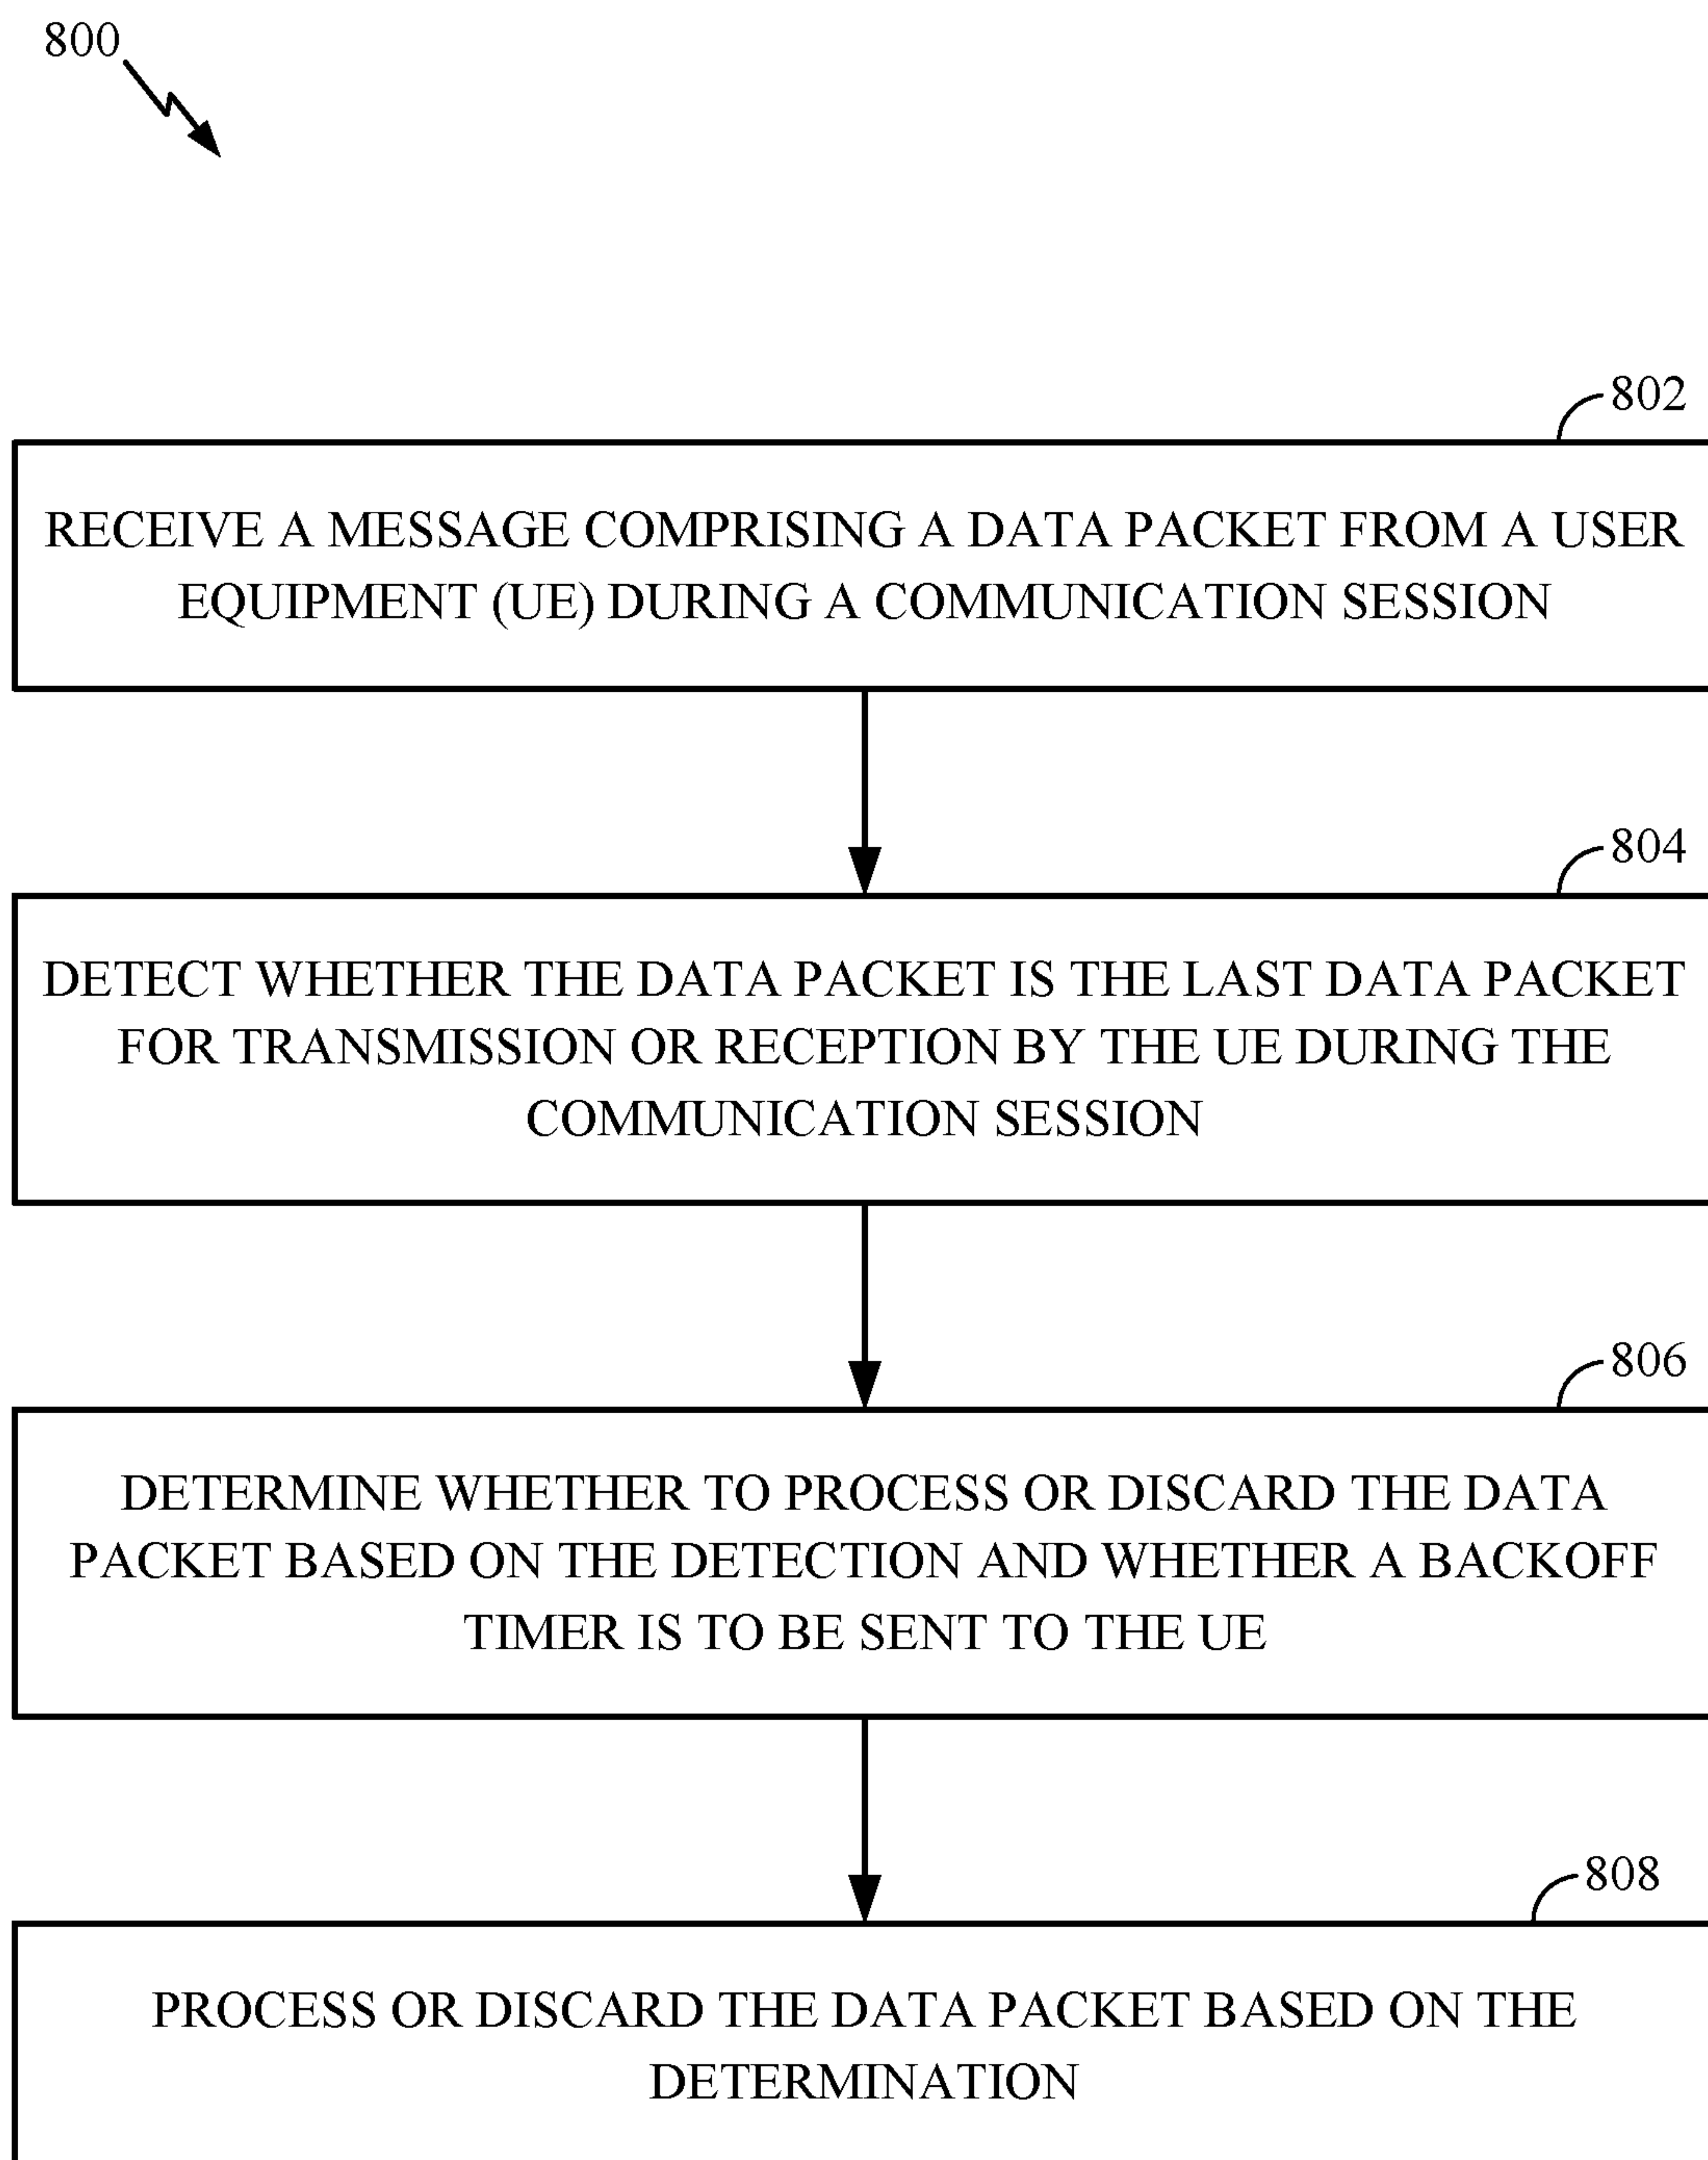 800
802
RECEIVE A MESSAGE COMPRISING A DATA PACKET FROM A USER
EQUIPMENT (UE) DURING A COMMUNICATION SESSION
804
DETECT WHETHER THE DATA PACKET IS THE LAST DATA PACKET
FOR TRANSMISSION OR RECEPTION BY THE UE DURING THE
COMMUNICATION SESSION
806
DETERMINE WHETHER TO PROCESS OR DISCARD THE DATA
PACKET BASED ON THE DETECTION AND WHETHER A BACKOFF
TIMER IS TO BE SENT TO THE UE
808
PROCESS OR DISCARD THE DATA PACKET BASED ON THE
DETERMINATION